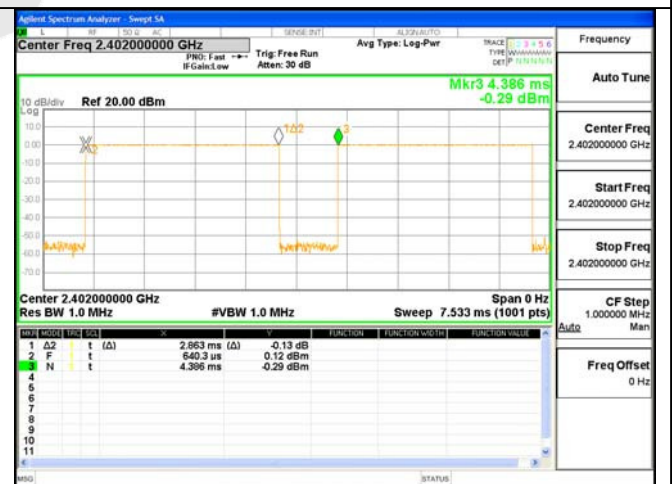 Agilent Spectrum Analyzer - Swept SA
L RF 50 Ω AC SENSE:INT ALIGNAUTO
Center Freq 2.402000000 GHz
PNO: Fast
IFGain:Low
Trig: Free Run
Atten: 30 dB
Avg Type: Log-Pwr
TRACE 1 2 3 4 5 6
TYPE
DET P N N N N N
Mkr3 4.386 ms
-0.29 dBm
10 dB/div Ref 20.00 dBm
Log
10.0
0.00
-10.0
-20.0
-30.0
-40.0
-50.0
-60.0
-70.0
2
1Δ2
3
Center 2.402000000 GHz
Span 0 Hz
Res BW 1.0 MHz
#VBW 1.0 MHz
Sweep 7.533 ms (1001 pts)
MKR MODE TRC SCL X Y FUNCTION FUNCTION WIDTH FUNCTION VALUE
1 Δ2 t (Δ) 2.863 ms (Δ) -0.13 dB
2 F t 640.3 µs 0.12 dBm
3 N t 4.386 ms -0.29 dBm
4
5
6
7
8
9
10
11
MSG
STATUS
Frequency
Auto Tune
Center Freq
2.402000000 GHz
Start Freq
2.402000000 GHz
Stop Freq
2.402000000 GHz
CF Step
1.000000 MHz
Auto Man
Freq Offset
0 Hz